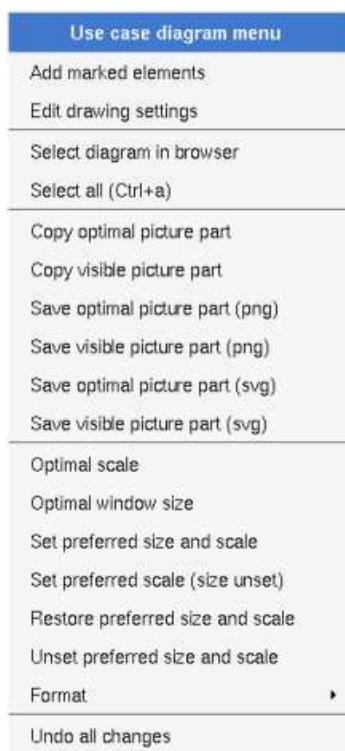 Use case diagram menu
Add marked elements
Edit drawing settings
Select diagram in browser
Select all (Ctrl+a)
Copy optimal picture part
Copy visible picture part
Save optimal picture part (png)
Save visible picture part (png)
Save optimal picture part (svg)
Save visible picture part (svg)
Optimal scale
Optimal window size
Set preferred size and scale
Set preferred scale (size unset)
Restore preferred size and scale
Unset preferred size and scale
Format
Undo all changes